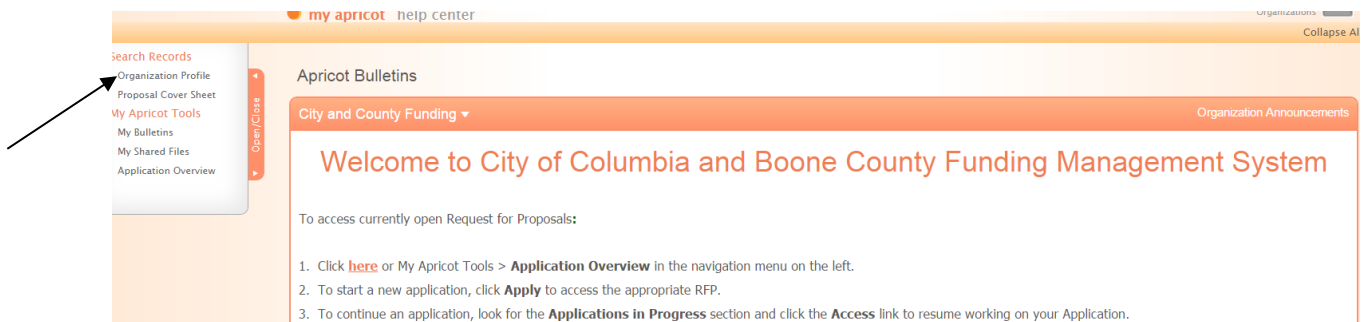 my apricot help center
Organizations
Collapse Al
Search Records
Organization Profile
Proposal Cover Sheet
My Apricot Tools
My Bulletins
My Shared Files
Application Overview
Open/Close
Apricot Bulletins
City and County Funding
Organization Announcements
Welcome to City of Columbia and Boone County Funding Management System
To access currently open Request for Proposals:
1. Click here or My Apricot Tools > Application Overview in the navigation menu on the left.
2. To start a new application, click Apply to access the appropriate RFP.
3. To continue an application, look for the Applications in Progress section and click the Access link to resume working on your Application.